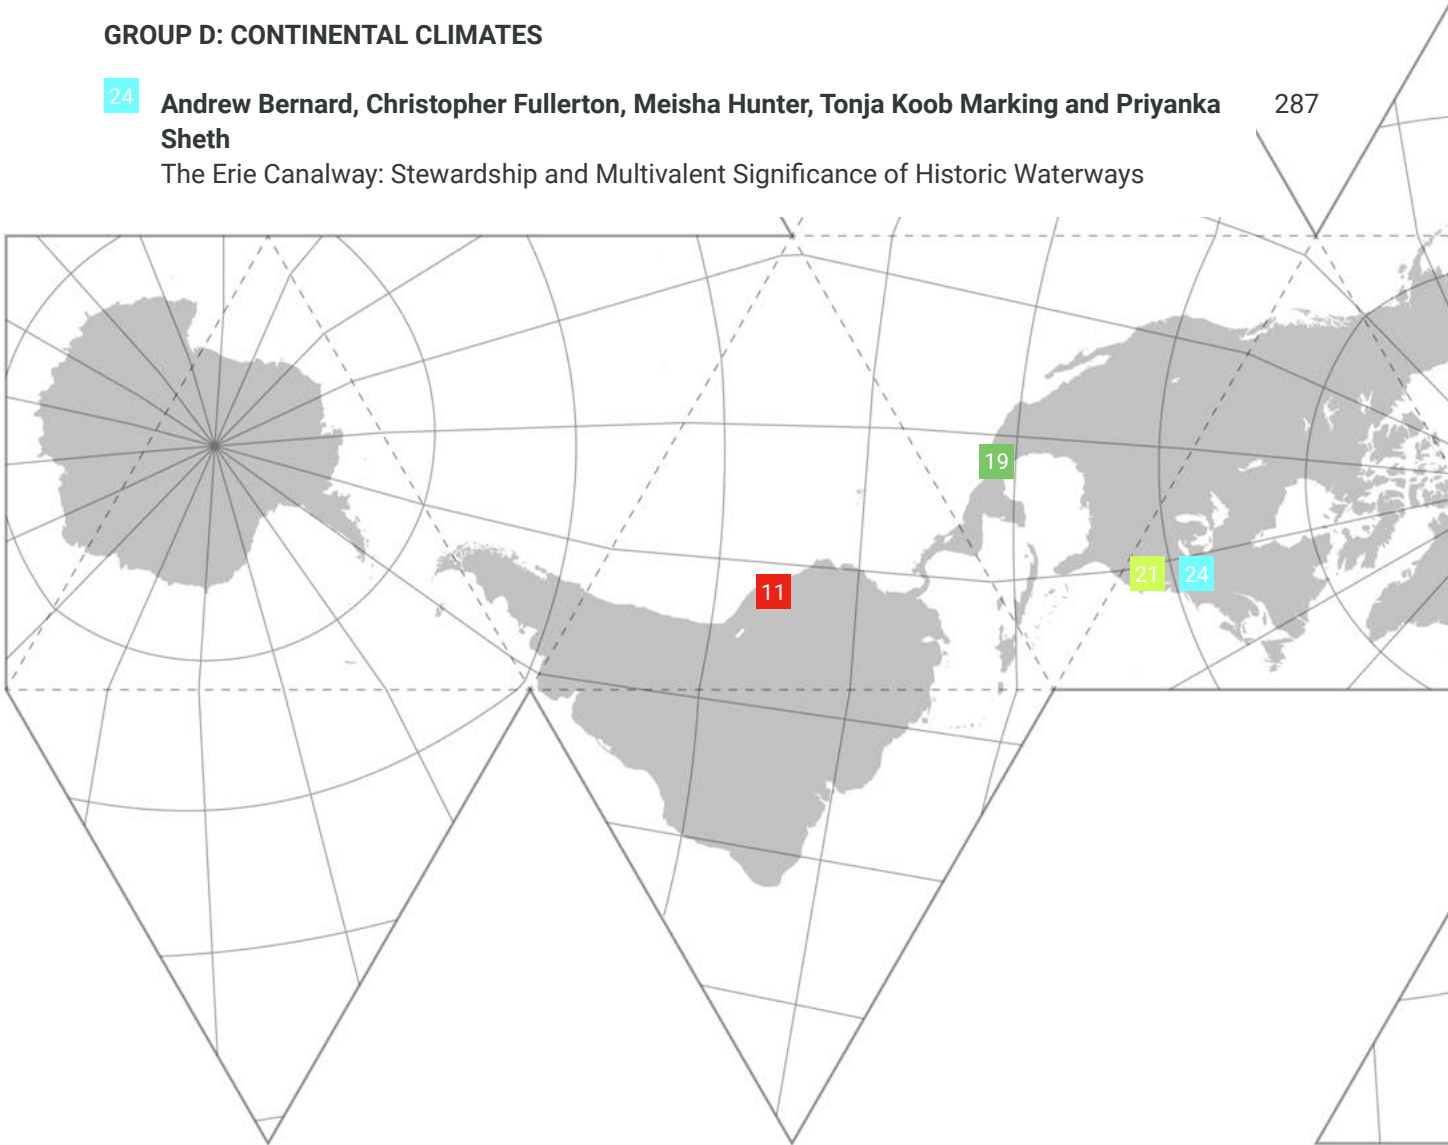 GROUP D: CONTINENTAL CLIMATES
24 Andrew Bernard, Christopher Fullerton, Meisha Hunter, Tonja Koob Marking and Priyanka 287
Sheth
The Erie Canalway: Stewardship and Multivalent Significance of Historic Waterways
19
21 24
11